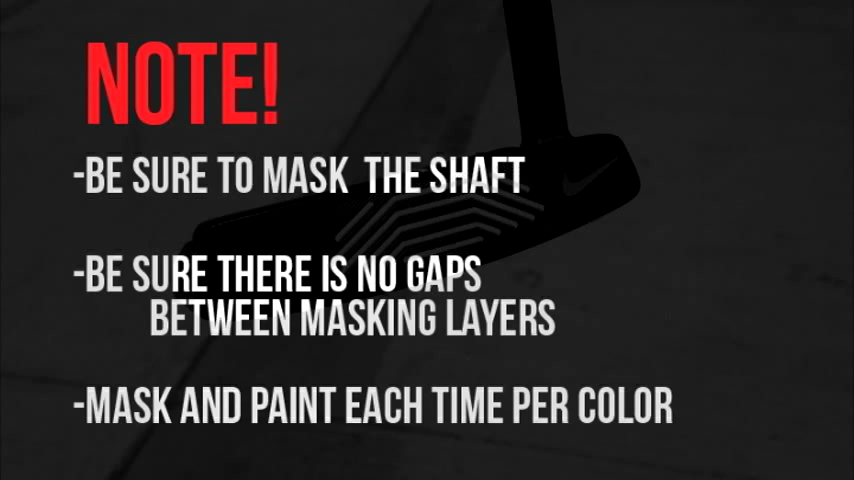 NOTE!
-BE SURE TO MASK THE SHAFT
-BE SURE THERE IS NO GAPS
BETWEEN MASKING LAYERS
-MASK AND PAINT EACH TIME PER COLOR